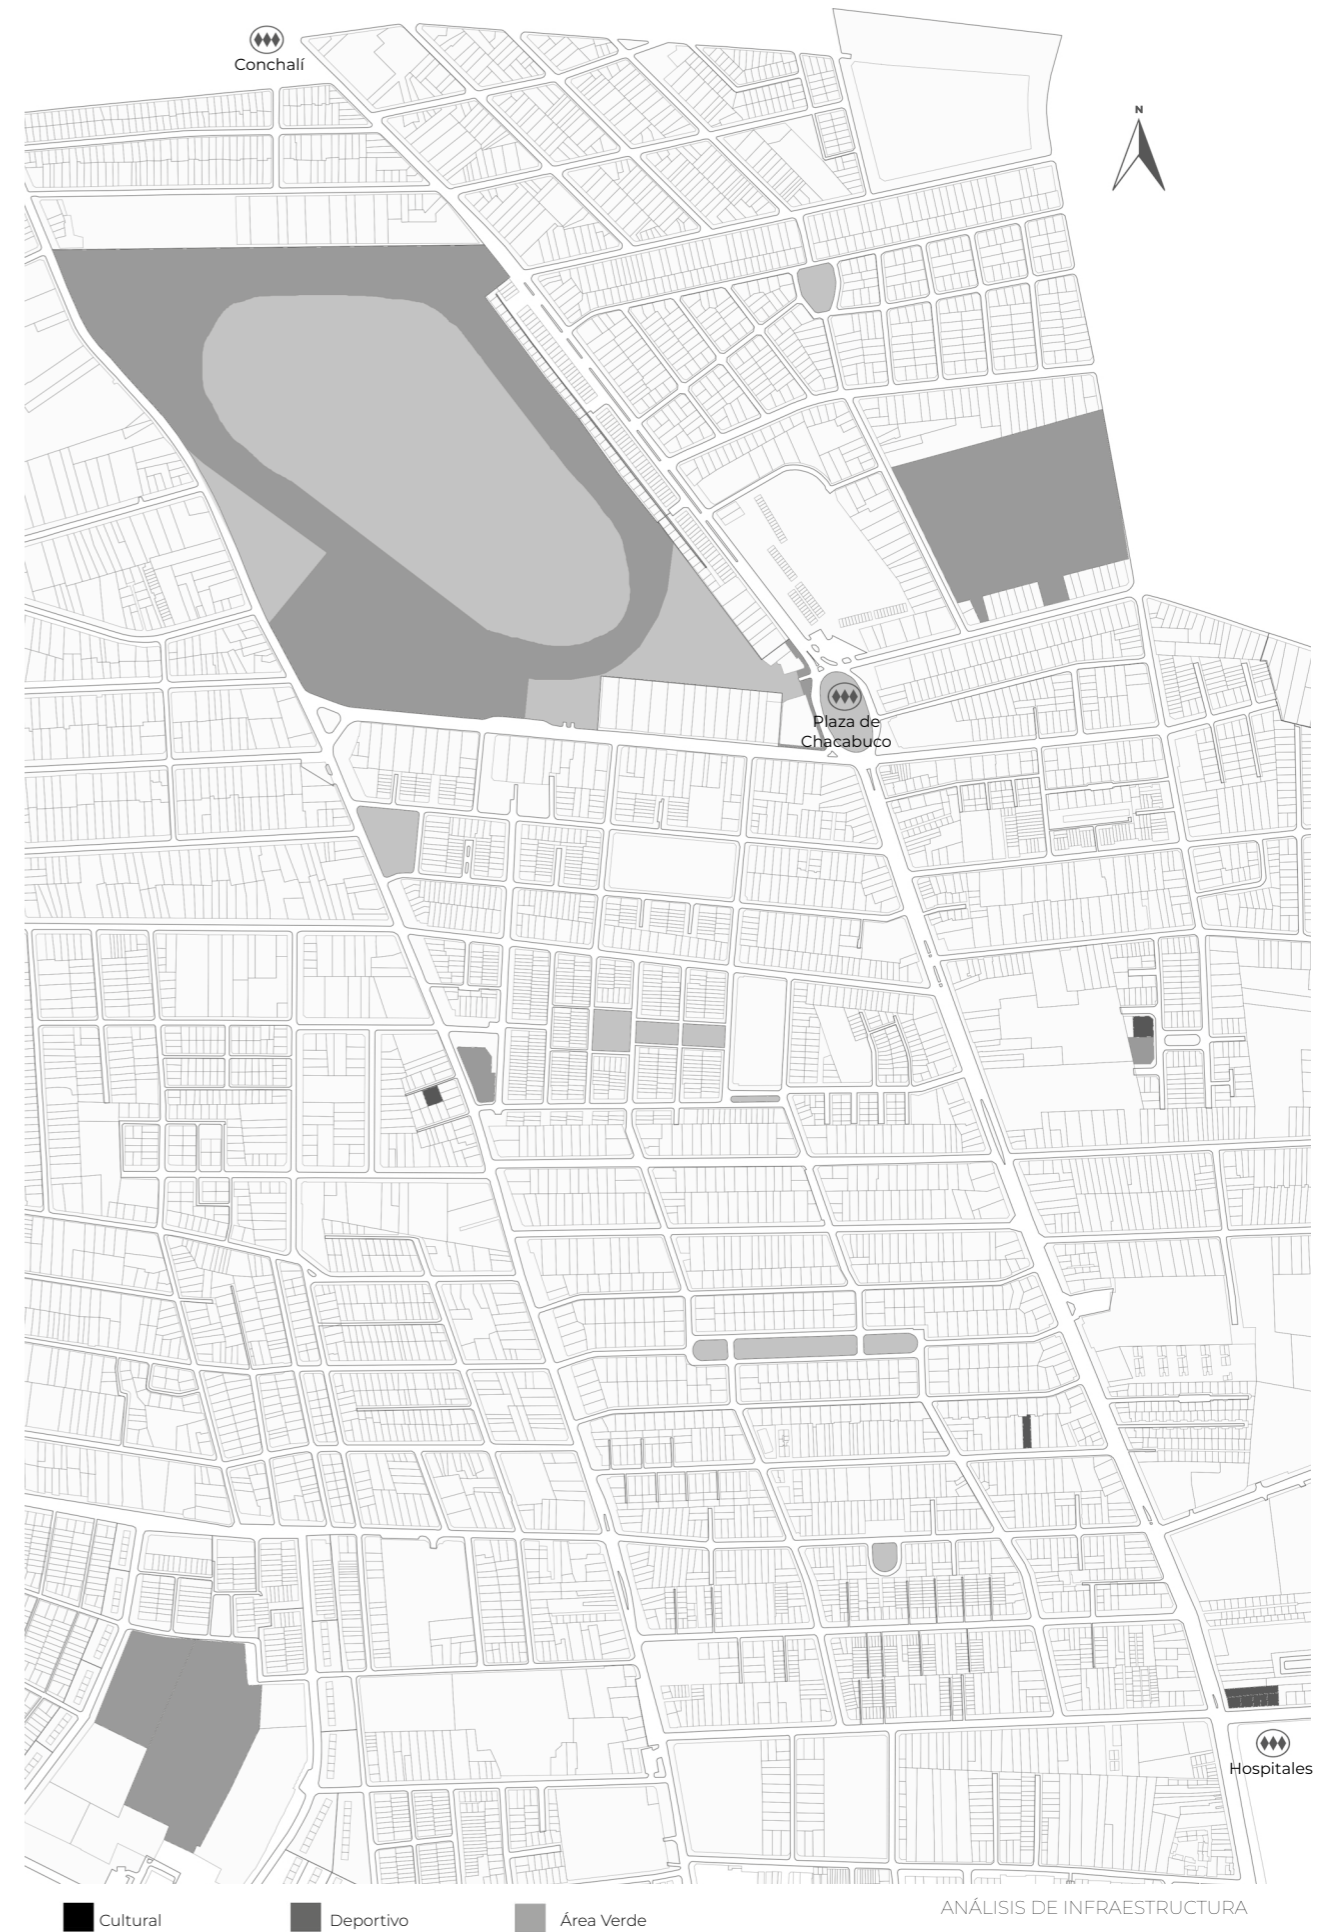 Conchalí
N
Plaza de
Chacabuco
Hospitales
Cultural
Deportivo
Área Verde
ANÁLISIS DE INFRAESTRUCTURA